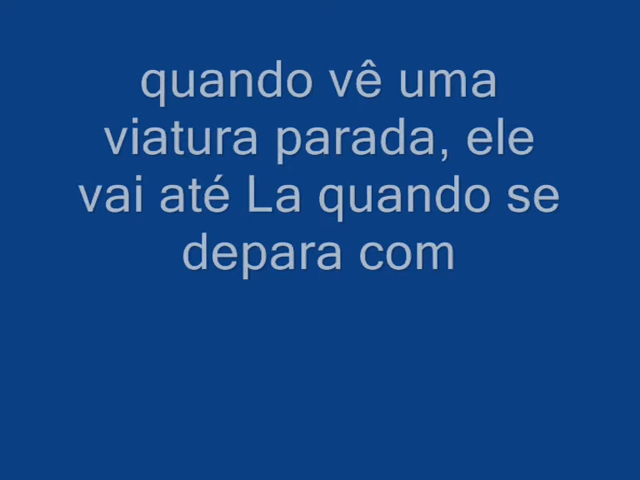 quando vê uma
viatura parada, ele
vai até La quando se
depara com